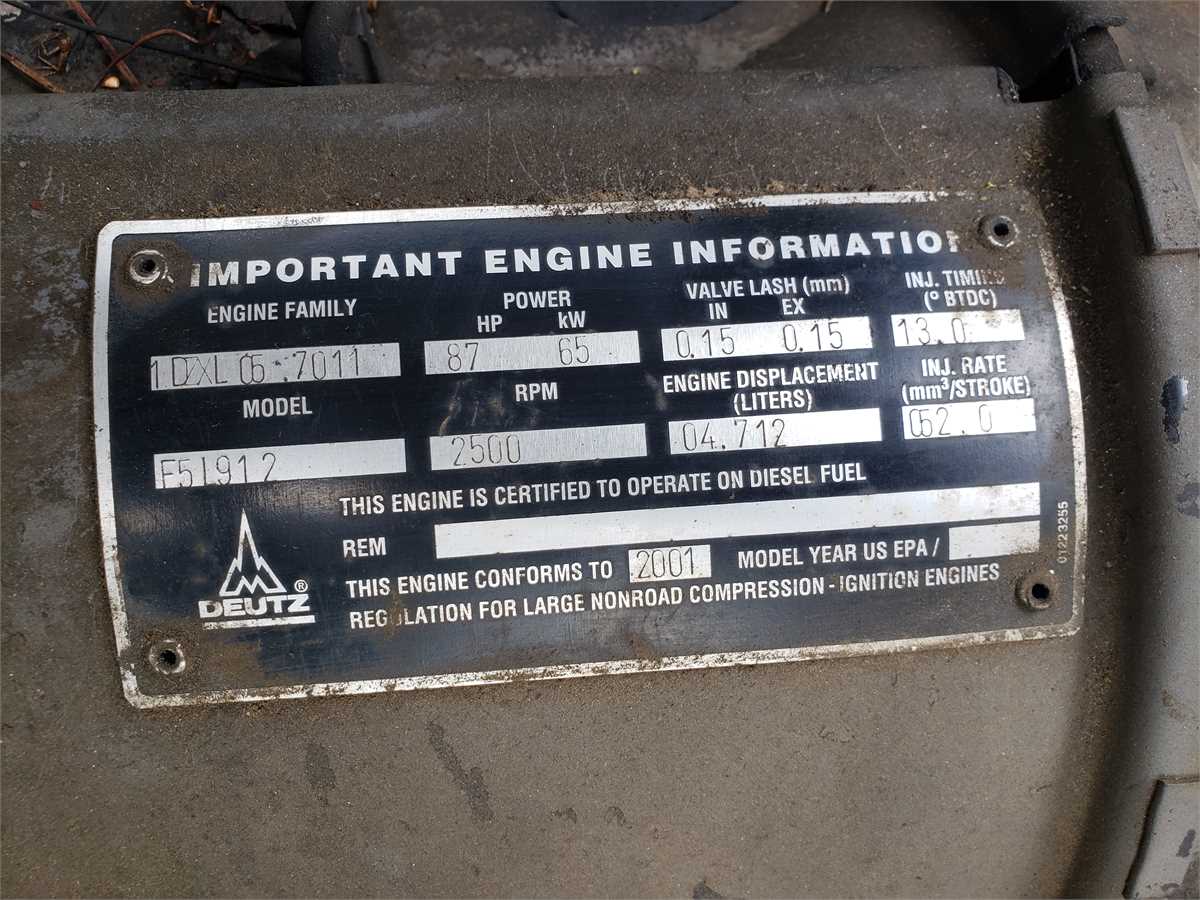 IMPORTANT ENGINE INFORMATION
ENGINE FAMILY
1DZXL05.7011
MODEL
F5L912
POWER
HP kW
87 65
RPM
2500
VALVE LASH (mm)
IN EX
0.15 0.15
ENGINE DISPLACEMENT
(LITERS)
04.712
INJ. TIMING
(° BTDC)
13.0
INJ. RATE
(mm³/STROKE)
052.0
THIS ENGINE IS CERTIFIED TO OPERATE ON DIESEL FUEL
REM
THIS ENGINE CONFORMS TO 2001 MODEL YEAR US EPA /
REGULATION FOR LARGE NONROAD COMPRESSION-IGNITION ENGINES
DEUTZ ®
01223255